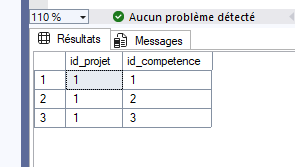 110 % Aucun problème détecté
Résultats Messages
id_projet id_competence
1 1 1
2 1 2
3 1 3